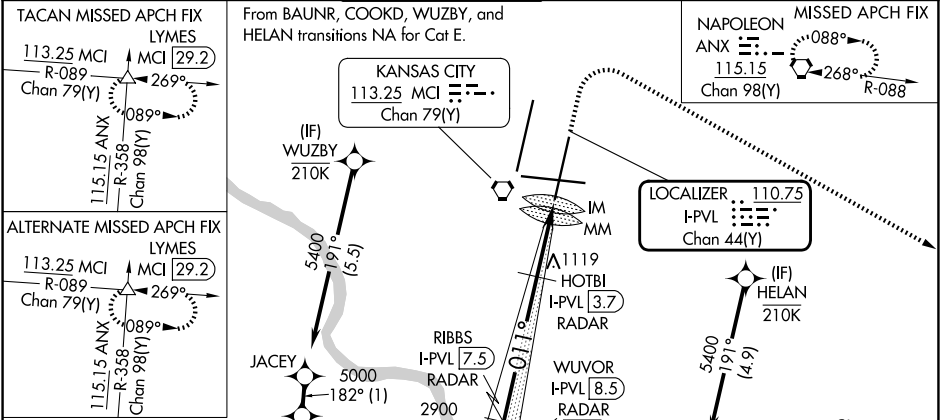 TACAN MISSED APCH FIX
LYMES
113.25 MCI
MCI 29.2
R-089
Chan 79(Y)
269°
089°
115.15 ANX
R-358
Chan 98(Y)
ALTERNATE MISSED APCH FIX
LYMES
113.25 MCI
MCI 29.2
R-089
Chan 79(Y)
269°
089°
115.15 ANX
R-358
Chan 98(Y)
From BAUNR, COOKD, WUZBY, and
HELAN transitions NA for Cat E.
KANSAS CITY
113.25 MCI
Chan 79(Y)
MISSED APCH FIX
NAPOLEON
ANX
115.15
Chan 98(Y)
088°
268°
R-088
(IF)
WUZBY
210K
5400
191°
(5.5)
LOCALIZER 110.75
I-PVL
Chan 44(Y)
IM
MM
1119
HOTBI
I-PVL 3.7
RADAR
(IF)
HELAN
210K
5400
191°
(4.9)
011°
RIBBS
I-PVL 7.5
RADAR
WUVOR
I-PVL 8.5
RADAR
JACEY
5000
182° (1)
2900